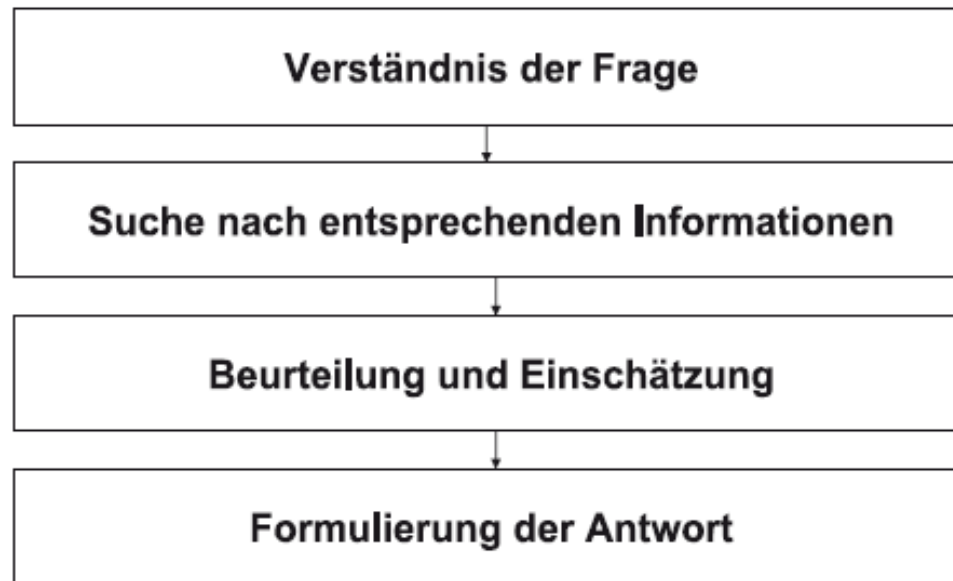 Verständnis der Frage
Suche nach entsprechenden Informationen
Beurteilung und Einschätzung
Formulierung der Antwort